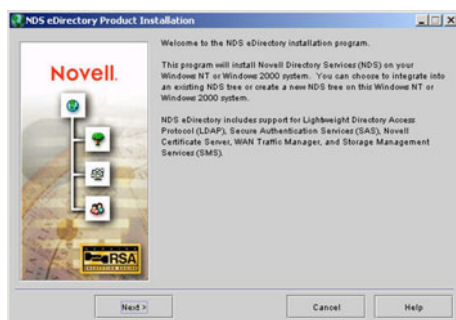 NDS eDirectory Product Installation
Welcome to the NDS eDirectory installation program.
This program will install Novell Directory Services (NDS) on your
Windows NT or Windows 2000 system. You can choose to integrate into
an existing NDS tree or create a new NDS tree on this Windows NT or
Windows 2000 system.
NDS eDirectory includes support for Lightweight Directory Access
Protocol (LDAP), Secure Authentication Services (SAS), Novell
Certificate Server, WAN Traffic Manager, and Storage Management
Services (SMS).
Novell.
RSA
Next >
Cancel
Help